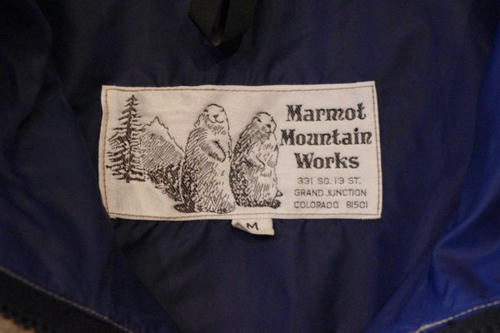 Marmot
Mountain
Works
331 SO. 13 ST.
GRAND JUNCTION
COLORADO 81501
M